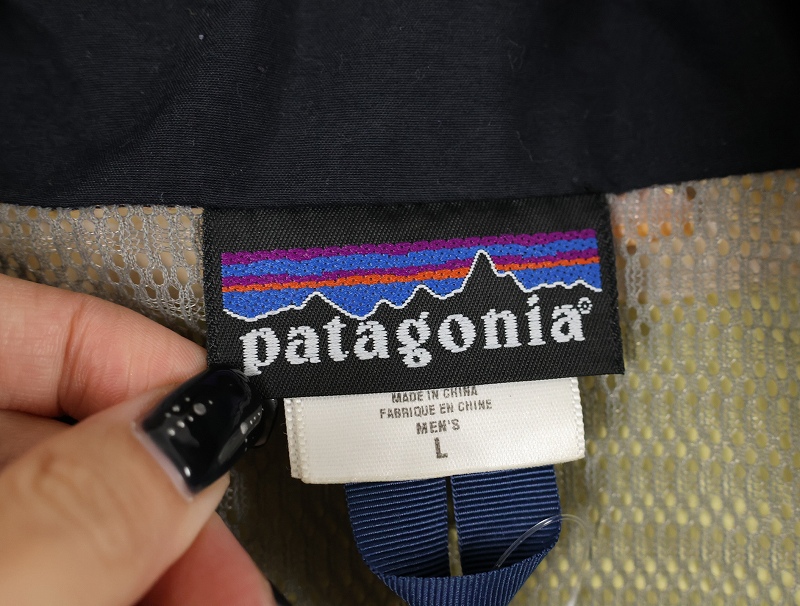 patagonia®
MADE IN CHINA
FABRIQUE EN CHINE
MEN'S
L